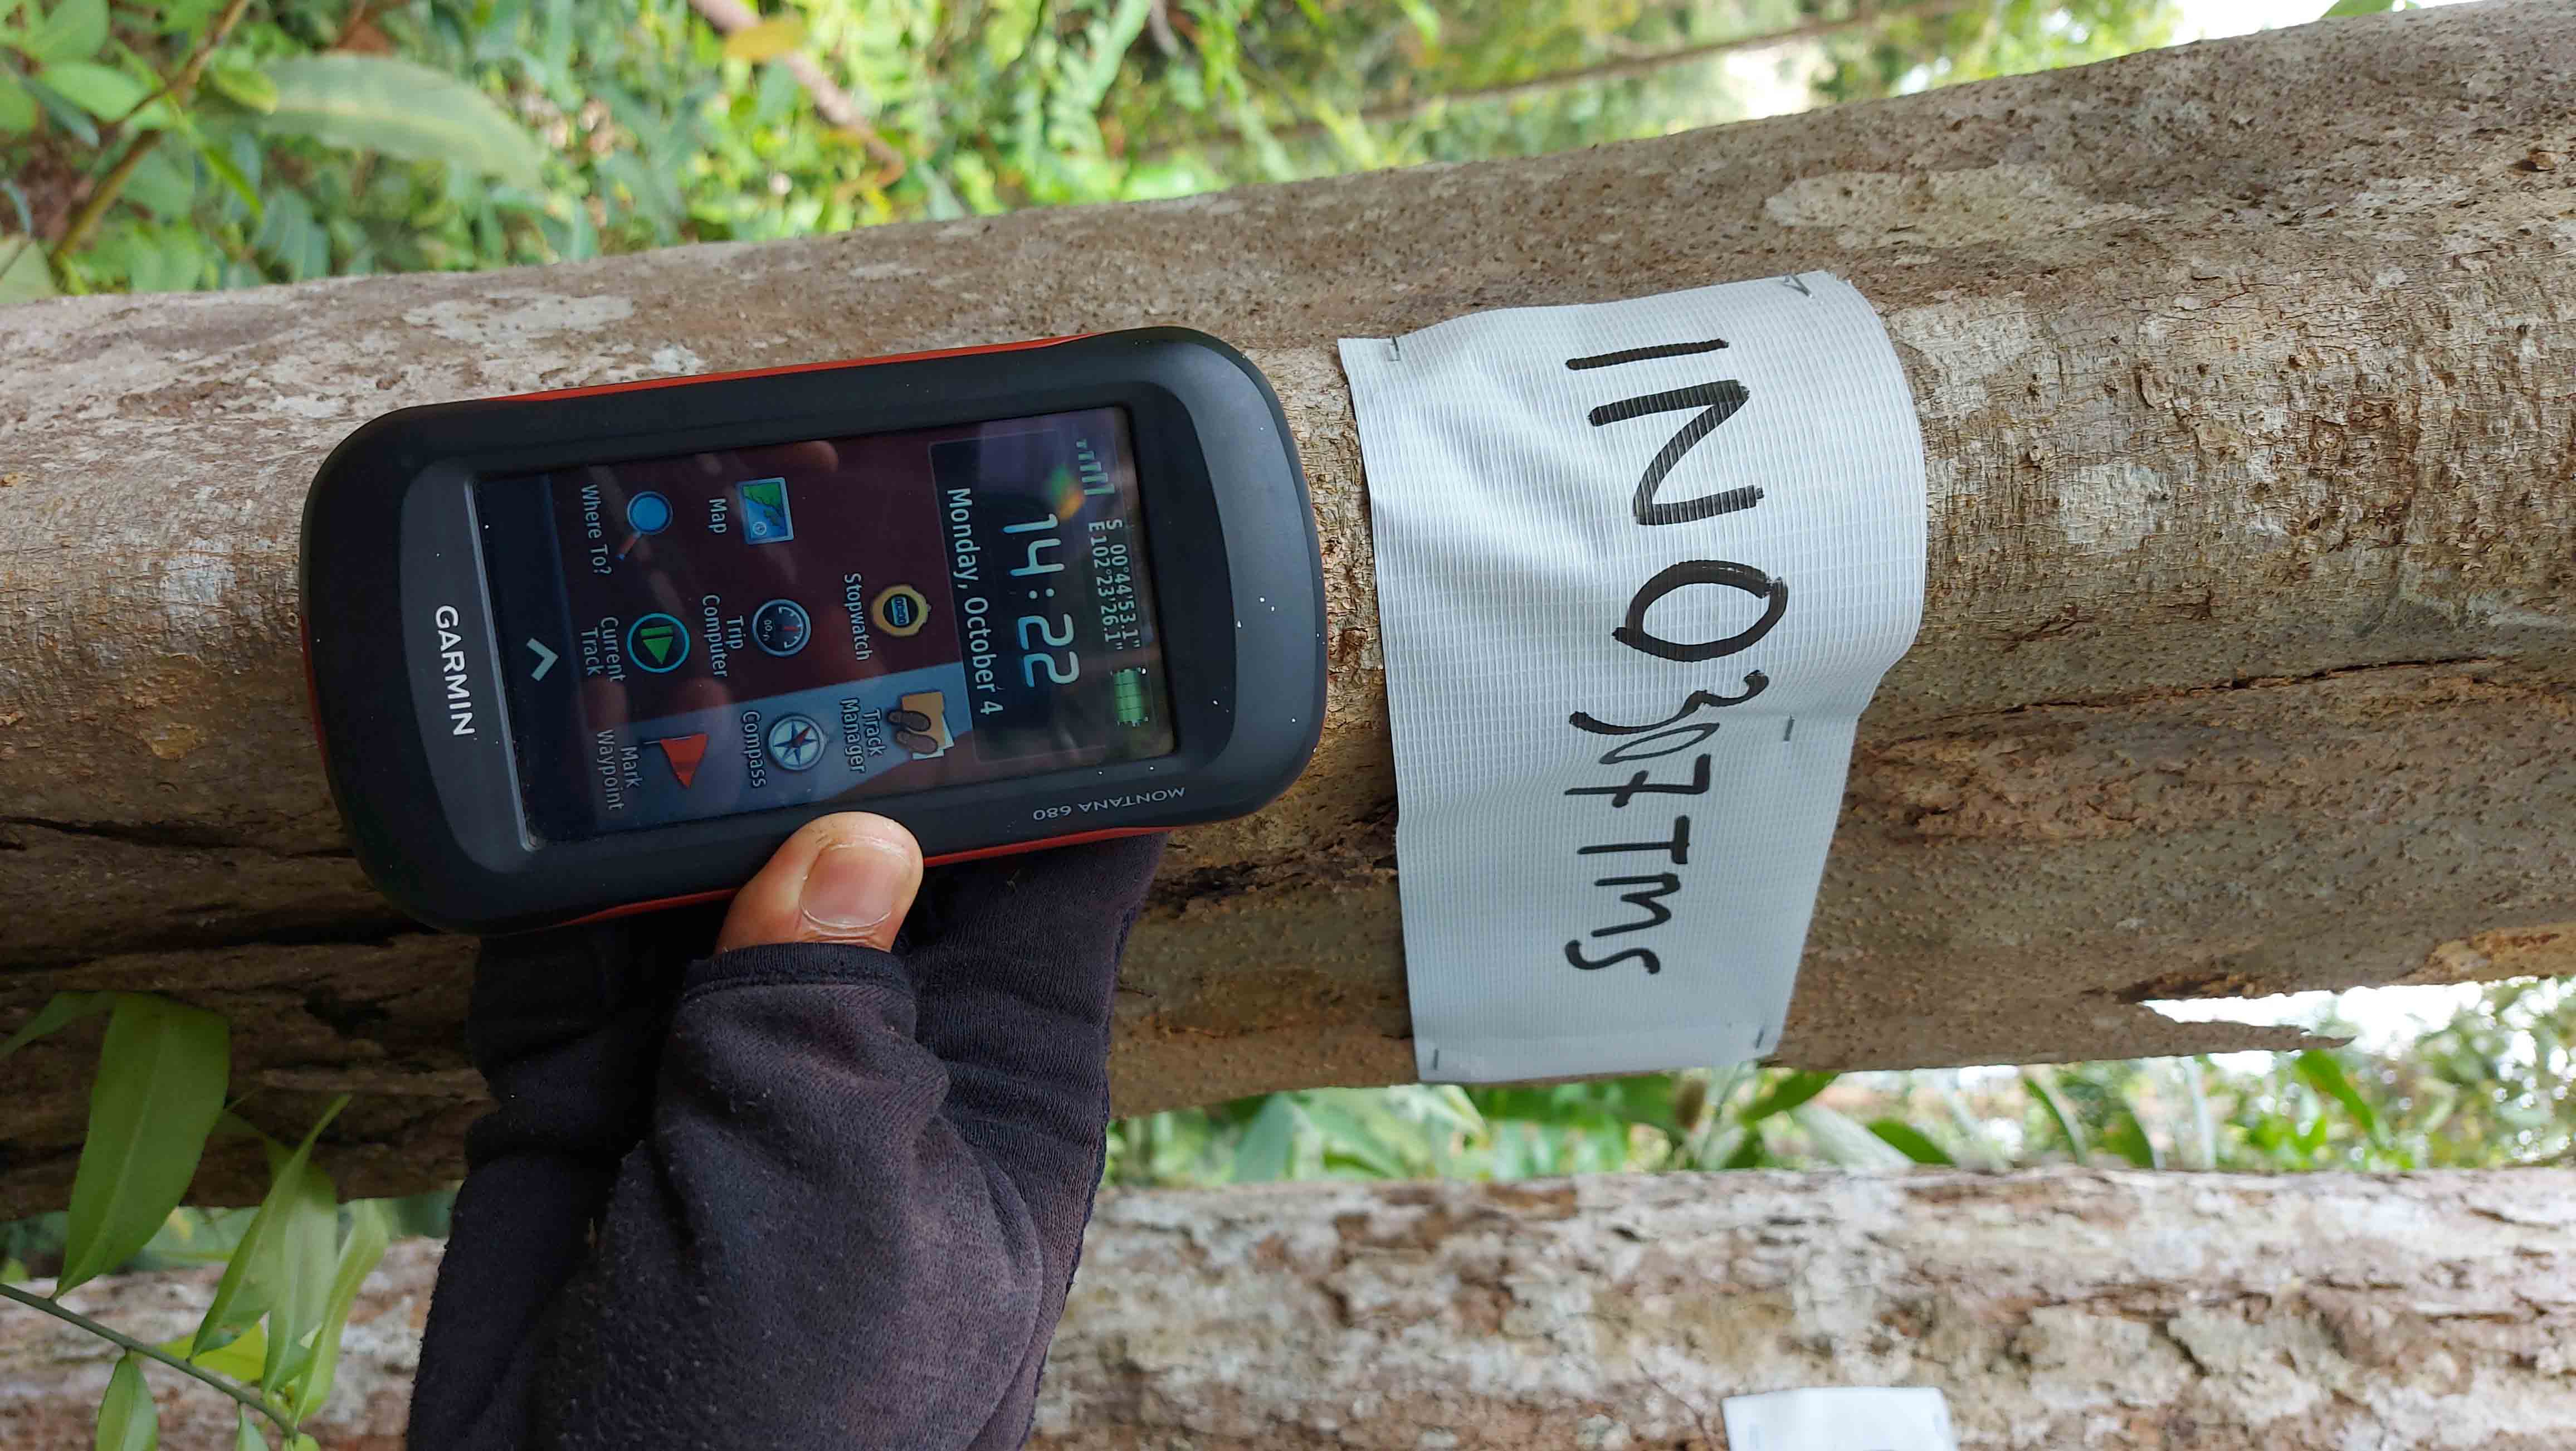 INO307TMS
MONTANA 680
S 00°44'53.1"
E102°23'26.1"
14:22
Monday, October 4
Stopwatch
Track
Manager
Map
Trip
Computer
Compass
Where To?
Current
Track
Mark
Waypoint
GARMIN